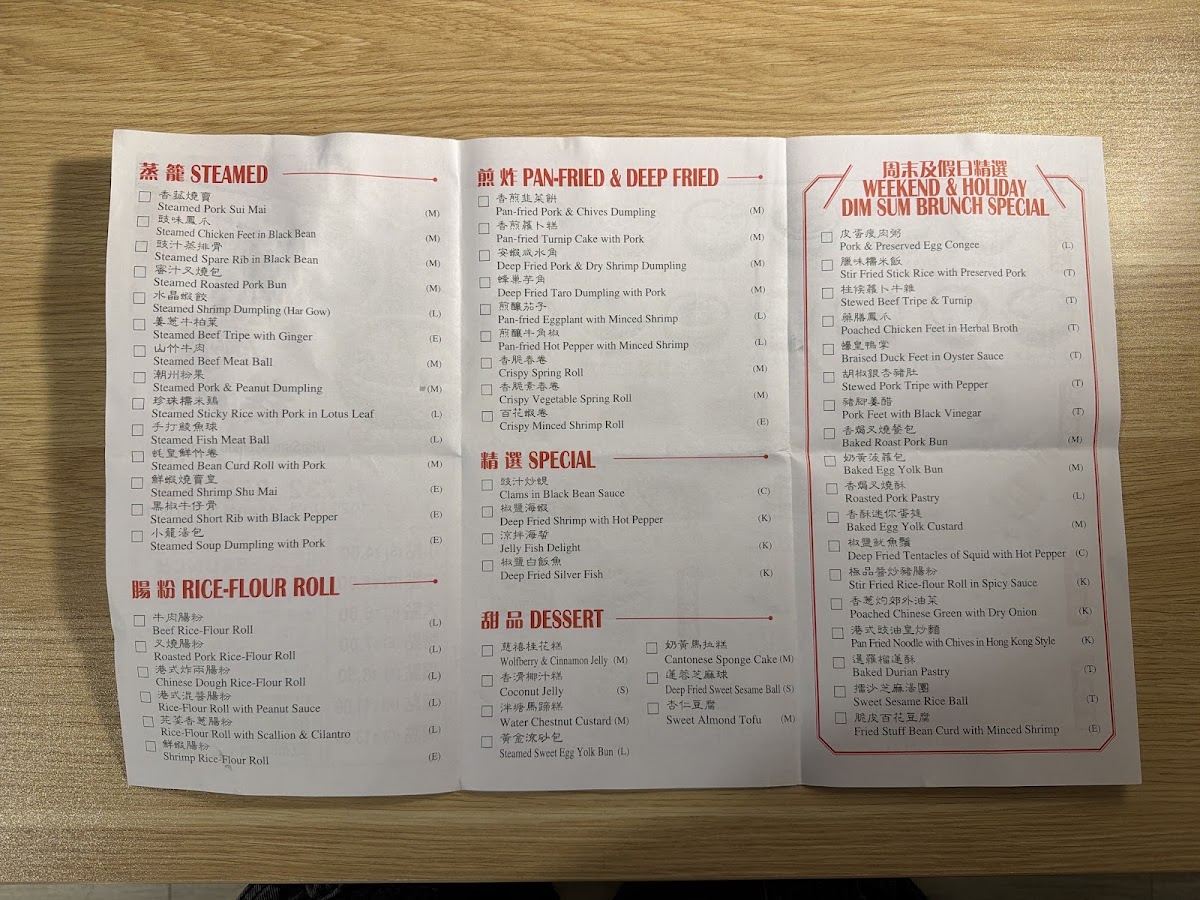 蒸籠 STEAMED
香菇燒賣
Steamed Pork Sui Mai (M)
豉味鳳爪
Steamed Chicken Feet in Black Bean (M)
豉汁蒸排骨
Steamed Spare Rib in Black Bean (M)
蜜汁叉燒包
Steamed Roasted Pork Bun (M)
水晶蝦餃
Steamed Shrimp Dumpling (Har Gow) (L)
姜蔥牛柏葉
Steamed Beef Tripe with Ginger (E)
山竹牛肉
Steamed Beef Meat Ball (M)
潮州粉果
Steamed Pork & Peanut Dumpling (M)
珍珠糯米鷄
Steamed Sticky Rice with Pork in Lotus Leaf (L)
手打鯪魚球
Steamed Fish Meat Ball (L)
蚝皇鮮竹卷
Steamed Bean Curd Roll with Pork (M)
鮮蝦燒賣皇
Steamed Shrimp Shu Mai (E)
黑椒牛仔骨
Steamed Short Rib with Black Pepper (E)
小籠湯包
Steamed Soup Dumpling with Pork (E)
腸粉 RICE-FLOUR ROLL
牛肉腸粉
Beef Rice-Flour Roll (L)
叉燒腸粉
Roasted Pork Rice-Flour Roll (L)
港式炸兩腸粉
Chinese Dough Rice-Flour Roll (L)
港式混醬腸粉
Rice-Flour Roll with Peanut Sauce (L)
芫荽香蔥腸粉
Rice-Flour Roll with Scallion & Cilantro (L)
鮮蝦腸粉
Shrimp Rice-Flour Roll (E)
煎炸 PAN-FRIED & DEEP FRIED
香煎韭菜餅
Pan-fried Pork & Chives Dumpling (M)
香煎蘿卜糕
Pan-fried Turnip Cake with Pork (M)
安蝦咸水角
Deep Fried Pork & Dry Shrimp Dumpling (M)
蜂巢芋角
Deep Fried Taro Dumpling with Pork (M)
煎釀茄子
Pan-fried Eggplant with Minced Shrimp (L)
煎釀牛角椒
Pan-fried Hot Pepper with Minced Shrimp (L)
香脆春卷
Crispy Spring Roll (M)
香脆素春卷
Crispy Vegetable Spring Roll (M)
百花蝦卷
Crispy Minced Shrimp Roll (E)
精選 SPECIAL
豉汁炒蜆
Clams in Black Bean Sauce (C)
椒鹽海蝦
Deep Fried Shrimp with Hot Pepper (K)
涼拌海蜇
Jelly Fish Delight (K)
椒鹽白飯魚
Deep Fried Silver Fish (K)
甜品 DESSERT
慈禧桂花糕
Wolfberry & Cinnamon Jelly (M)
香滑椰汁糕
Coconut Jelly (S)
泮塘馬蹄糕
Water Chestnut Custard (M)
黃金流砂包
Steamed Sweet Egg Yolk Bun (L)
奶黃馬拉糕
Cantonese Sponge Cake (M)
蓮蓉芝麻球
Deep Fried Sweet Sesame Ball (S)
杏仁豆腐
Sweet Almond Tofu (M)
周末及假日精選
WEEKEND & HOLIDAY
DIM SUM BRUNCH SPECIAL
皮蛋瘦肉粥
Pork & Preserved Egg Congee (L)
臘味糯米飯
Stir Fried Stick Rice with Preserved Pork (T)
柱侯蘿卜牛雜
Stewed Beef Tripe & Turnip (T)
藥膳鳳爪
Poached Chicken Feet in Herbal Broth (T)
蠔皇鴨掌
Braised Duck Feet in Oyster Sauce (T)
胡椒銀杏豬肚
Stewed Pork Tripe with Pepper (T)
豬腳姜醋
Pork Feet with Black Vinegar (T)
香焗叉燒餐包
Baked Roast Pork Bun (M)
奶黃菠蘿包
Baked Egg Yolk Bun (M)
香焗叉燒酥
Roasted Pork Pastry (L)
香酥迷你蛋撻
Baked Egg Yolk Custard (M)
椒鹽魷魚鬚
Deep Fried Tentacles of Squid with Hot Pepper (C)
極品醬炒豬腸粉
Stir Fried Rice-flour Roll in Spicy Sauce (K)
香蔥灼郊外油菜
Poached Chinese Green with Dry Onion (K)
港式豉油皇炒麵
Pan Fried Noodle with Chives in Hong Kong Style (K)
暹羅榴蓮酥
Baked Durian Pastry (T)
擂沙芝麻湯圓
Sweet Sesame Rice Ball (T)
脆皮百花豆腐
Fried Stuff Bean Curd with Minced Shrimp (E)